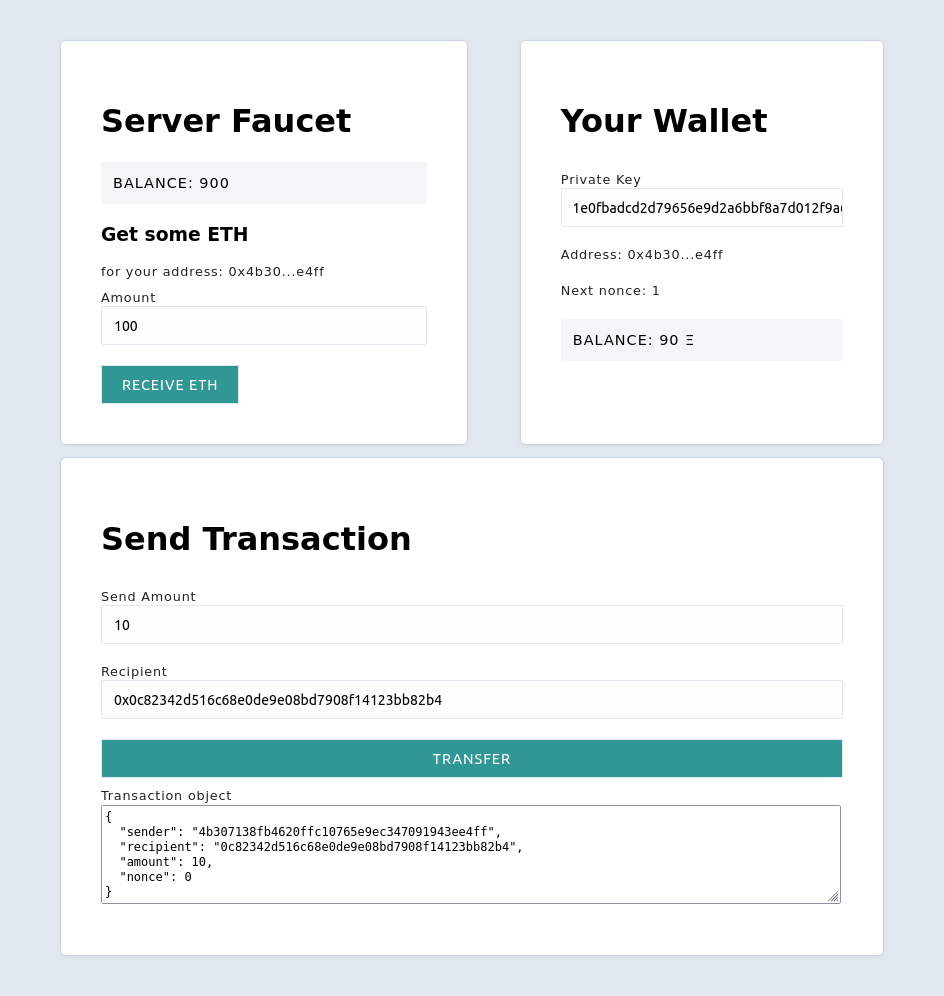 Server Faucet
BALANCE: 900
Get some ETH
for your address: 0x4b30...e4ff
Amount
100
RECEIVE ETH
Your Wallet
Private Key
1e0fbadcd2d79656e9d2a6bbf8a7d012f9a
Address: 0x4b30...e4ff
Next nonce: 1
BALANCE: 90 Ξ
Send Transaction
Send Amount
10
Recipient
0x0c82342d516c68e0de9e08bd7908f14123bb82b4
TRANSFER
Transaction object
{
  "sender": "4b307138fb4620ffc10765e9ec347091943ee4ff",
  "recipient": "0c82342d516c68e0de9e08bd7908f14123bb82b4",
  "amount": 10,
  "nonce": 0
}